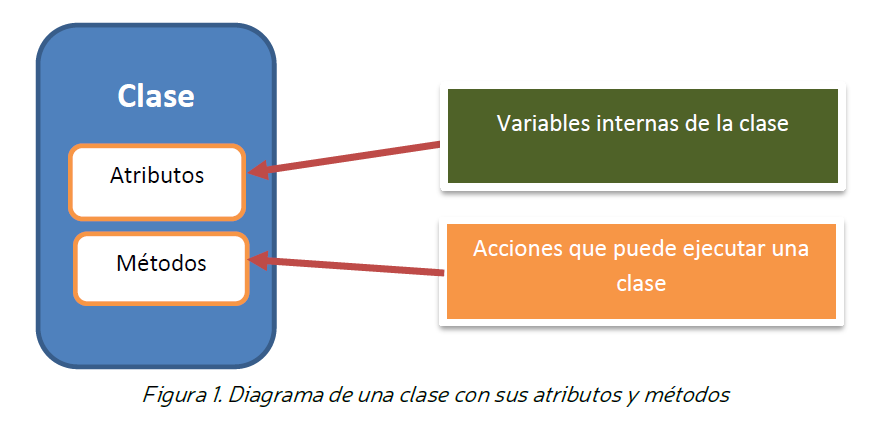 Clase
Atributos
Métodos
Variables internas de la clase
Acciones que puede ejecutar una
clase
Figura 1. Diagrama de una clase con sus atributos y métodos